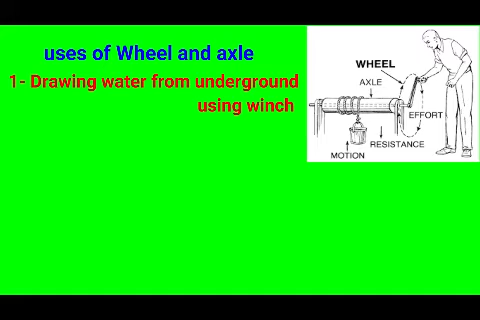 uses of Wheel and axle
1- Drawing water from underground
using winch
WHEEL
AXLE
EFFORT
RESISTANCE
MOTION